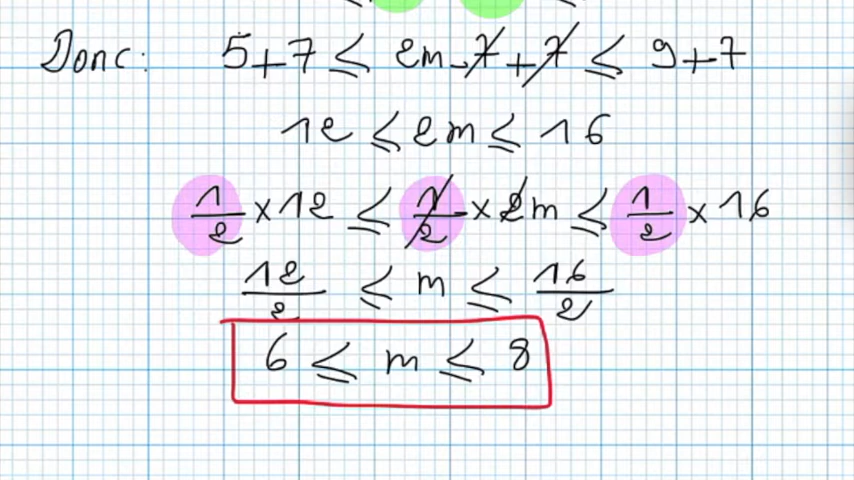 Donc: 5+7 ≤ 2m-7+7 ≤ 9+7
12 ≤ 2m ≤ 16
1/2 × 12 ≤ 1/2 × 2m ≤ 1/2 × 16
12/2 ≤ m ≤ 16/2
6 ≤ m ≤ 8